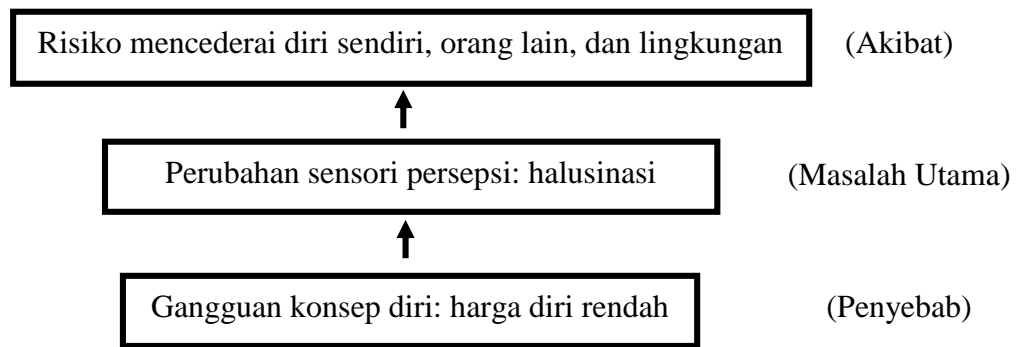 Risiko mencederai diri sendiri, orang lain, dan lingkungan (Akibat)
Perubahan sensori persepsi: halusinasi (Masalah Utama)
Gangguan konsep diri: harga diri rendah (Penyebab)